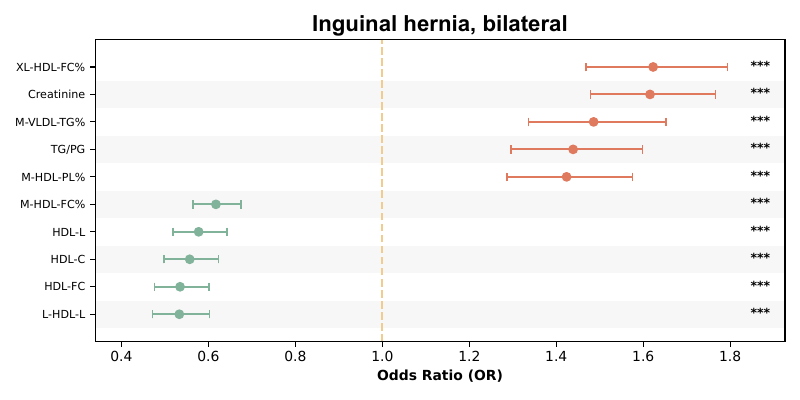 Inguinal hernia, bilateral
XL-HDL-FC% ***
Creatinine ***
M-VLDL-TG% ***
TG/PG ***
M-HDL-PL% ***
M-HDL-FC% ***
HDL-L ***
HDL-C ***
HDL-FC ***
L-HDL-L ***
0.4 0.6 0.8 1.0 1.2 1.4 1.6 1.8
Odds Ratio (OR)